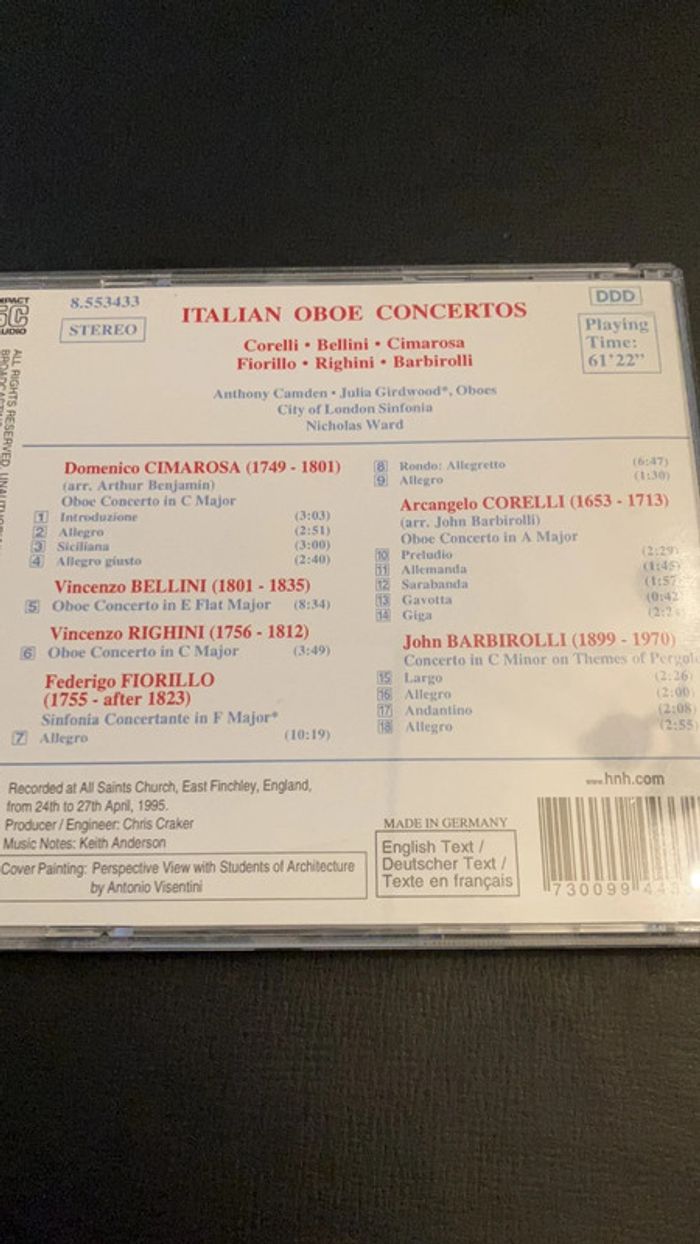 8.553433
STEREO
ITALIAN OBOE CONCERTOS
Corelli • Bellini • Cimarosa
Fiorillo • Righini • Barbirolli
Anthony Camden • Julia Girdwood*, Oboes
City of London Sinfonia
Nicholas Ward
DDD
Playing
Time:
61'22"
ALL RIGHTS RESERVED.
Domenico CIMAROSA (1749 - 1801)
(arr. Arthur Benjamin)
Oboe Concerto in C Major
1 Introduzione (3:03)
2 Allegro (2:51)
3 Siciliana (3:00)
4 Allegro giusto (2:40)
Vincenzo BELLINI (1801 - 1835)
5 Oboe Concerto in E Flat Major (8:34)
Vincenzo RIGHINI (1756 - 1812)
6 Oboe Concerto in C Major (3:49)
Federigo FIORILLO
(1755 - after 1823)
Sinfonia Concertante in F Major*
7 Allegro (10:19)
8 Rondo: Allegretto (6:47)
9 Allegro (1:30)
Arcangelo CORELLI (1653 - 1713)
(arr. John Barbirolli)
Oboe Concerto in A Major
10 Preludio (2:29)
11 Allemanda (1:45)
12 Sarabanda (1:57
13 Gavotta (0:42
14 Giga
John BARBIROLLI (1899 - 1970)
Concerto in C Minor on Themes of
15 Largo (2:26)
16 Allegro (2:00
17 Andantino (2:08)
18 Allegro (2:55)
Recorded at All Saints Church, East Finchley, England,
from 24th to 27th April, 1995.
Producer / Engineer: Chris Craker
Music Notes: Keith Anderson
Cover Painting: Perspective View with Students of Architecture
by Antonio Visentini
MADE IN GERMANY
English Text /
Deutscher Text /
Texte en français
www.hnh.com
730099